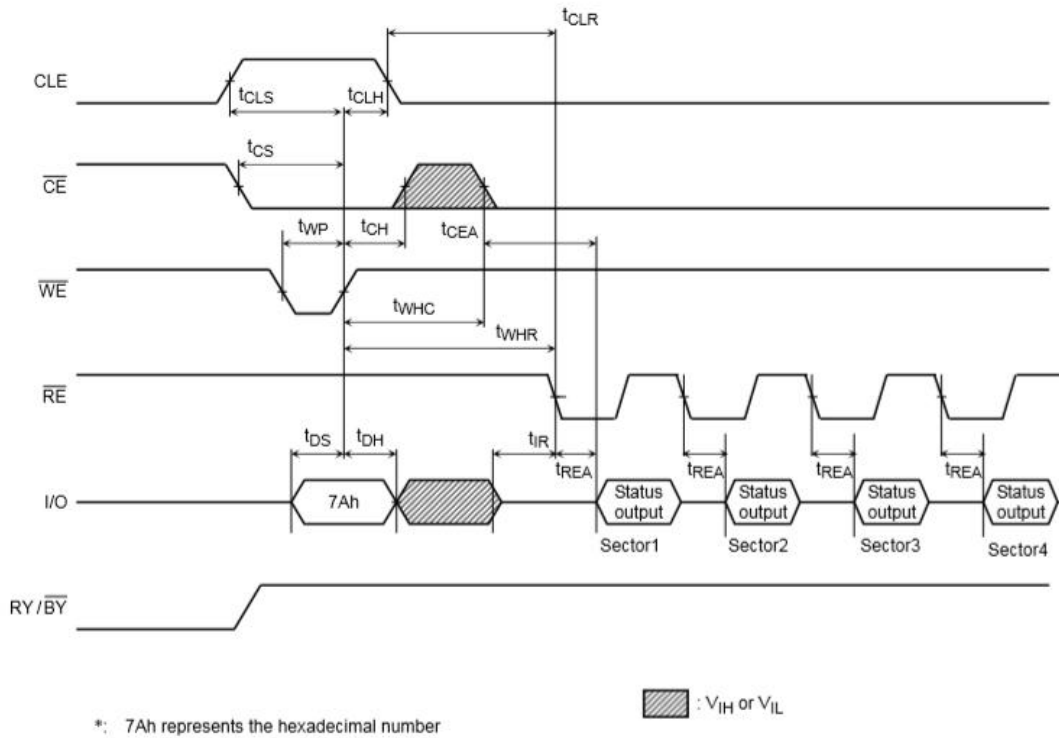 tCLR
CLE
tCLS
tCLH
tCS
CE
tWP
tCH
tCEA
WE
tWHC
tWHR
RE
tDS
tDH
tIR
tREA
tREA
tREA
tREA
I/O
7Ah
Status output
Status output
Status output
Status output
Sector1
Sector2
Sector3
Sector4
RY/BY
: VIH or VIL
*: 7Ah represents the hexadecimal number